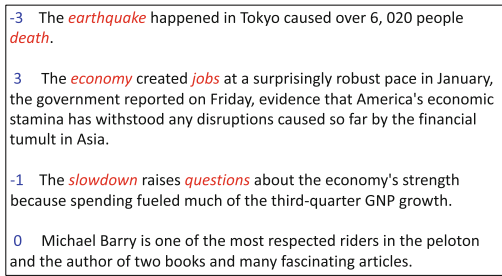 -3 The earthquake happened in Tokyo caused over 6, 020 people
death.
3 The economy created jobs at a surprisingly robust pace in January,
the government reported on Friday, evidence that America's economic
stamina has withstood any disruptions caused so far by the financial
tumult in Asia.
-1 The slowdown raises questions about the economy's strength
because spending fueled much of the third-quarter GNP growth.
0 Michael Barry is one of the most respected riders in the peloton
and the author of two books and many fascinating articles.